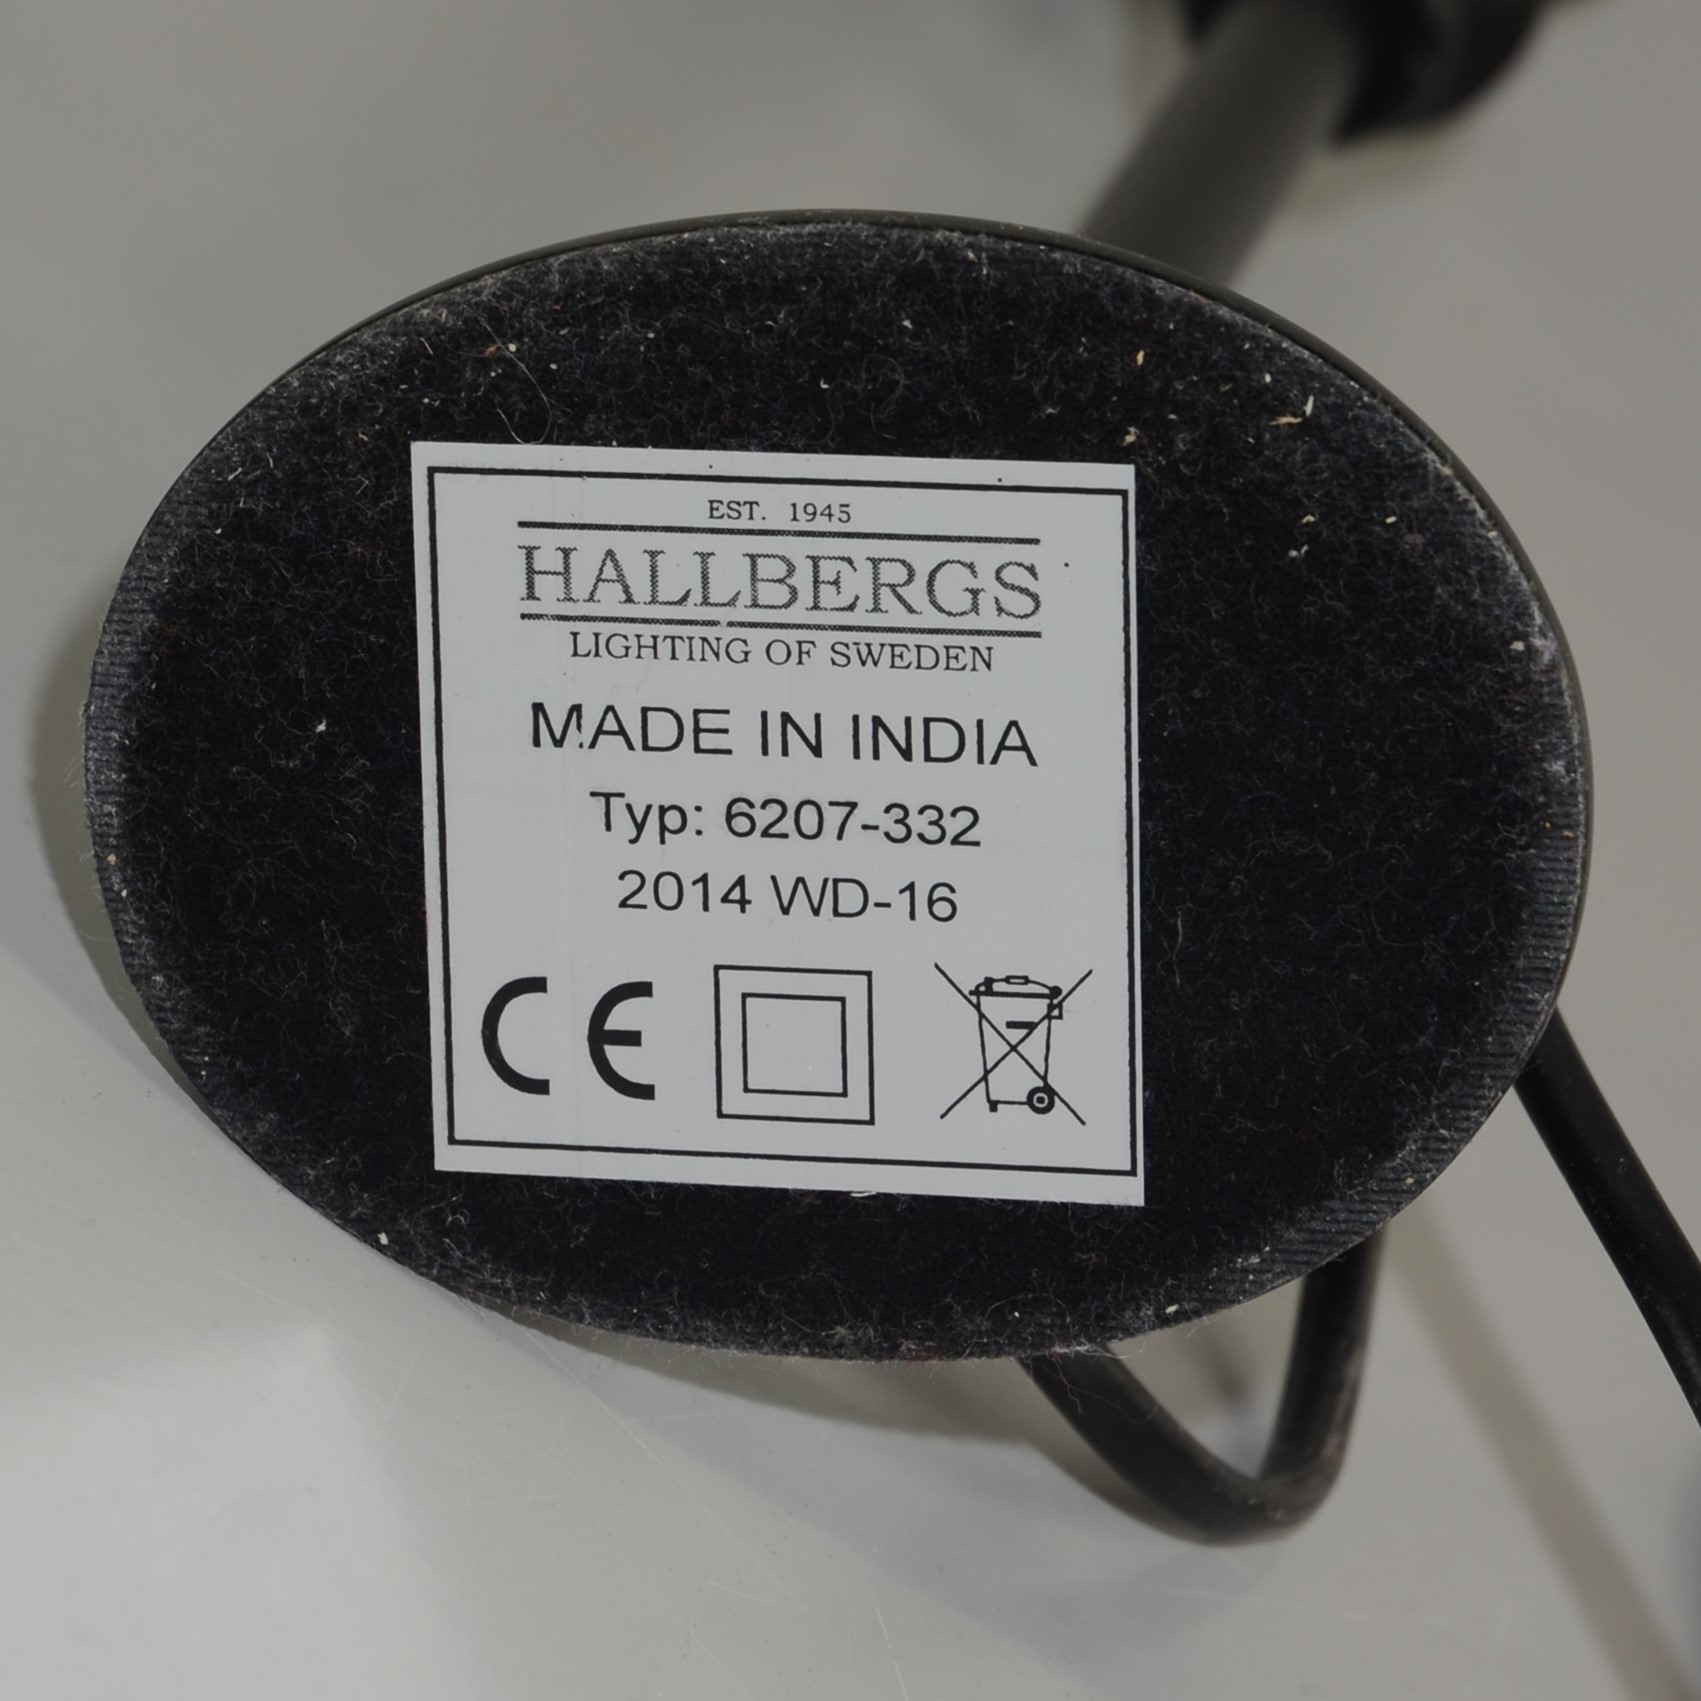 EST. 1945
HALLBERGS
LIGHTING OF SWEDEN
MADE IN INDIA
Typ: 6207-332
2014 WD-16
CE